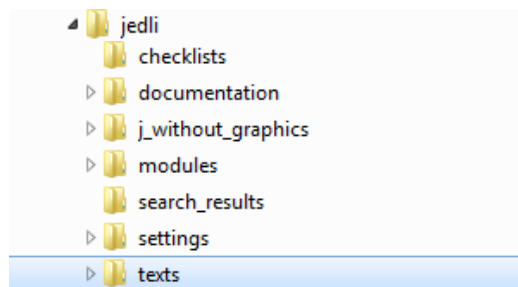 jedli
checklists
documentation
j_without_graphics
modules
search_results
settings
texts